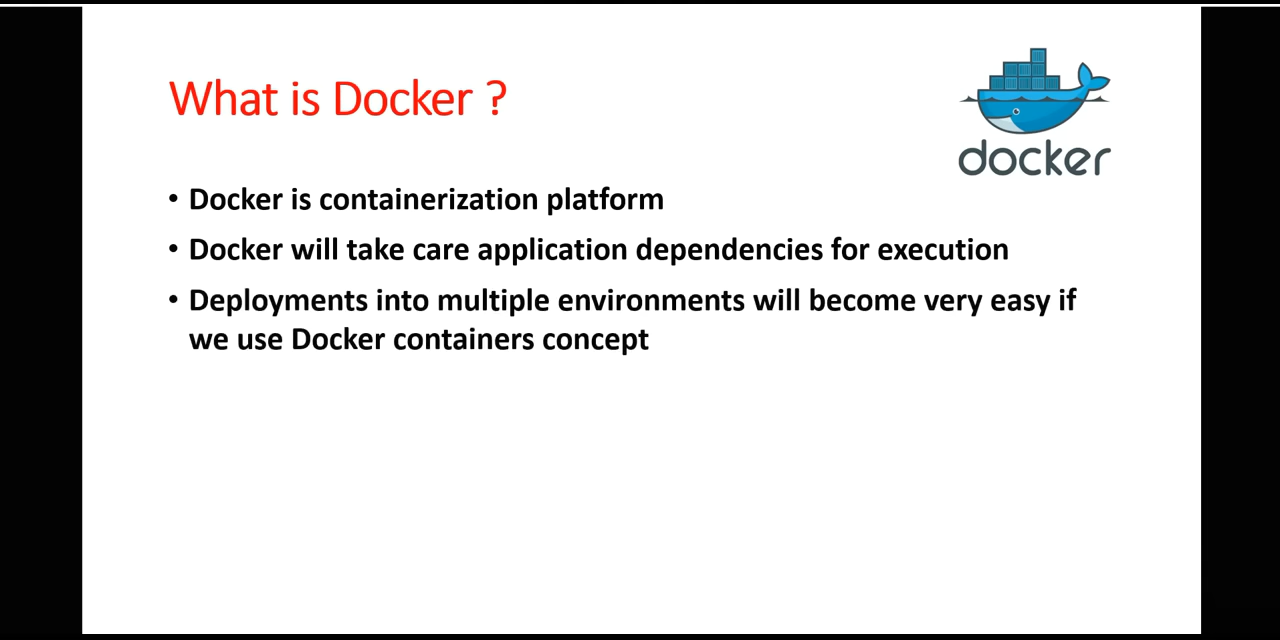 What is Docker ?
docker
• Docker is containerization platform
• Docker will take care application dependencies for execution
• Deployments into multiple environments will become very easy if
we use Docker containers concept